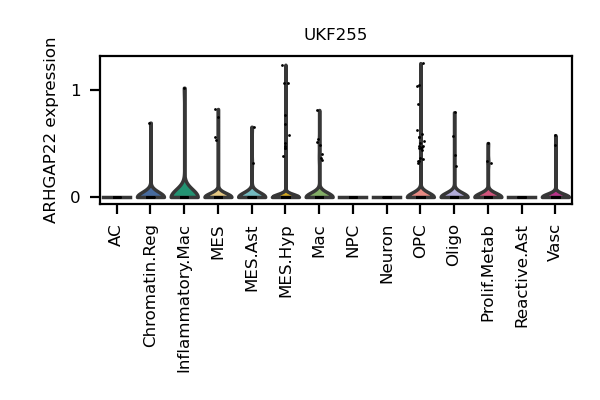 UKF255
ARHGAP22 expression
1
0
AC
Chromatin.Reg
Inflammatory.Mac
MES
MES.Ast
MES.Hyp
Mac
NPC
Neuron
OPC
Oligo
Prolif.Metab
Reactive.Ast
Vasc